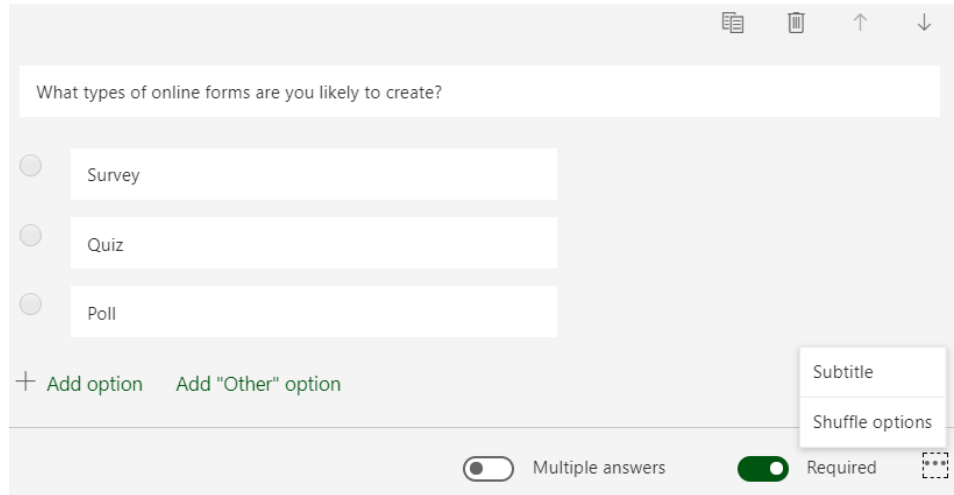 What types of online forms are you likely to create?
Survey
Quiz
Poll
Add option Add "Other" option
Subtitle
Shuffle options
Multiple answers Required